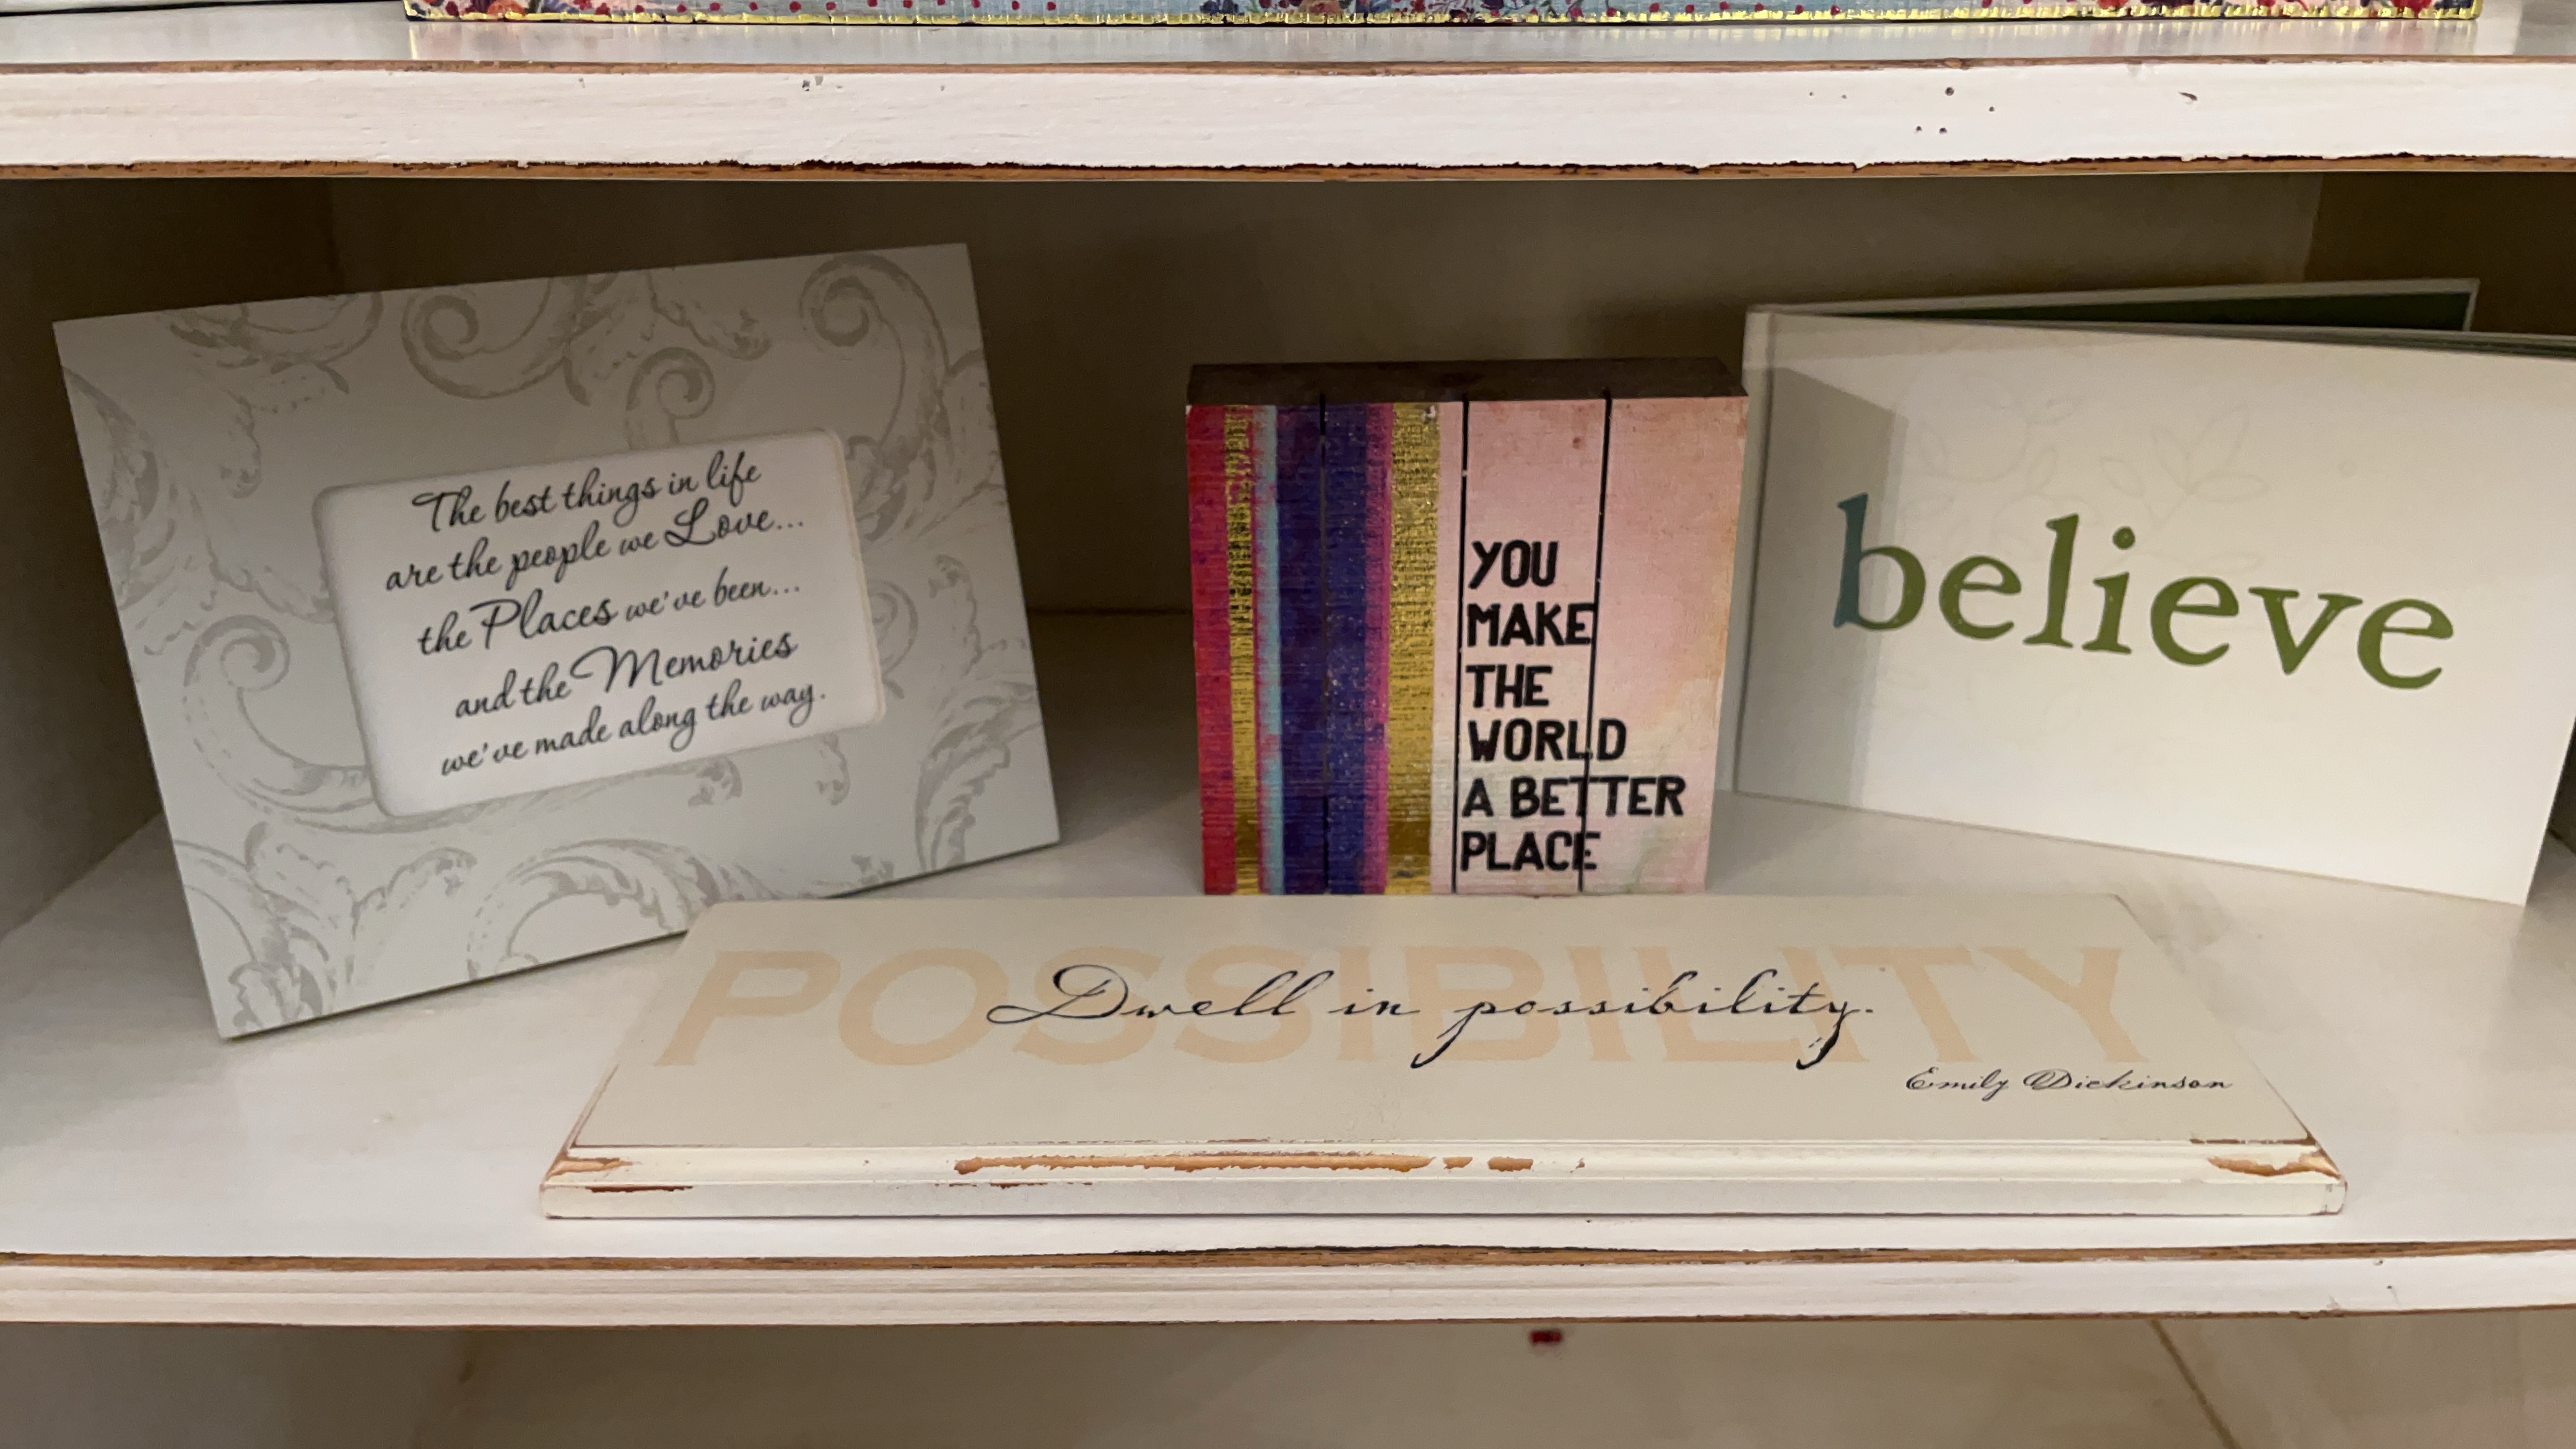 The best things in life
are the people we Love...
the Places we've been...
and the Memories
we've made along the way.
YOU
MAKE
THE
WORLD
A BETTER
PLACE
believe
POSSIBILITY
Dwell in possibility.
Emily Dickinson